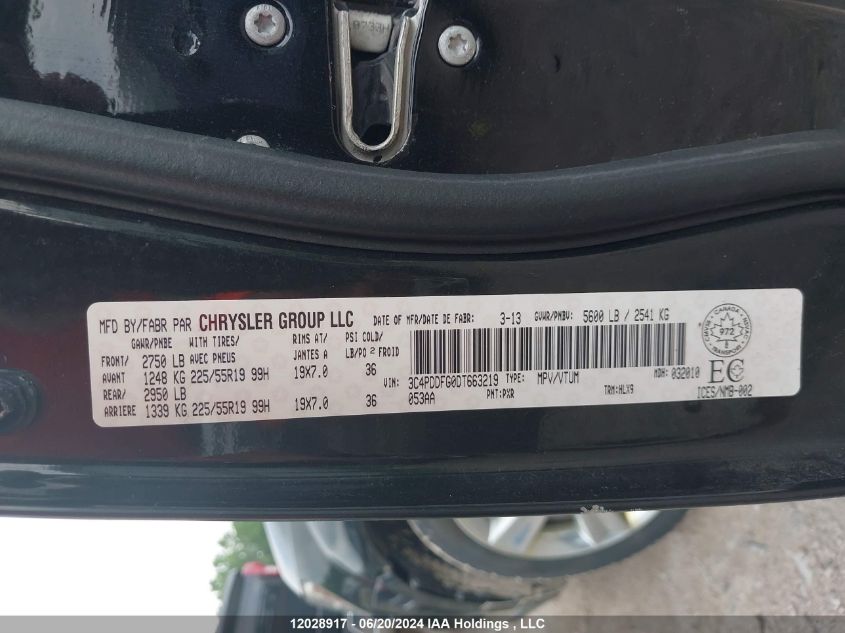 MFD BY/FABR PAR CHRYSLER GROUP LLC DATE OF MFR/DATE DE FABR: 3-13 GVWR/PNBV: 5600 LB / 2541 KG
GAWR/PNBE WITH TIRES/ RIMS AT/ PSI COLD/
FRONT/ 2750 LB AVEC PNEUS JANTES A LB/PO 2 FROID
AVANT 1248 KG 225/55R19 99H 19X7.0 36
REAR/ 2950 LB
ARRIERE 1339 KG 225/55R19 99H 19X7.0 36
VIN: 3C4PDDFG0DT663219 TYPE: MPV/VTUM MDH: 032010
053AA PNT: PXR TRM: HLX9
CANADA
972
TRANSPORT
EC
ICES/NMB-002
12028917 - 06/20/2024 IAA Holdings , LLC